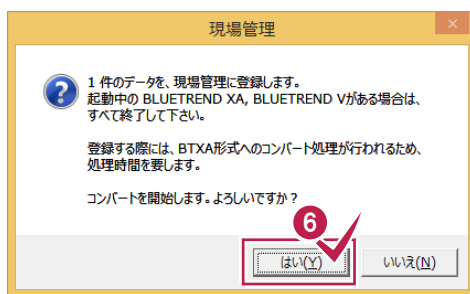 現場管理
1 件のデータを、現場管理に登録します。
起動中の BLUETREND XA, BLUETREND Vがある場合は、
すべて終了して下さい。
登録する際には、BTXA形式へのコンバート処理が行われるため、
処理時間を要します。
コンバートを開始します。よろしいですか？
6
はい(Y)
いいえ(N)